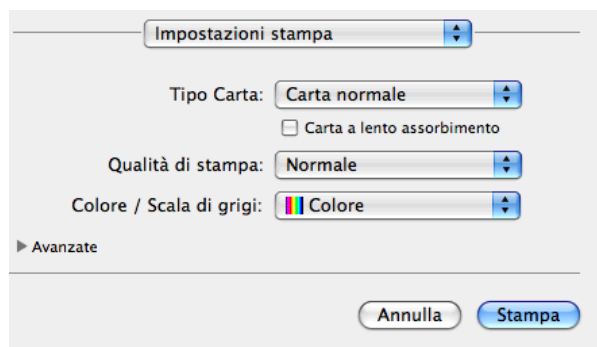 Impostazioni stampa
Tipo Carta: Carta normale
Carta a lento assorbimento
Qualità di stampa: Normale
Colore / Scala di grigi: Colore
Avanzate
Annulla Stampa